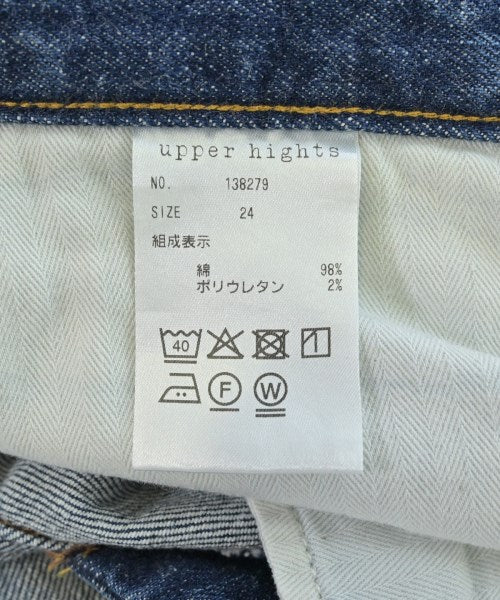 upper hights
NO. 138279
SIZE 24
組成表示
綿 98%
ポリウレタン 2%
40
F W